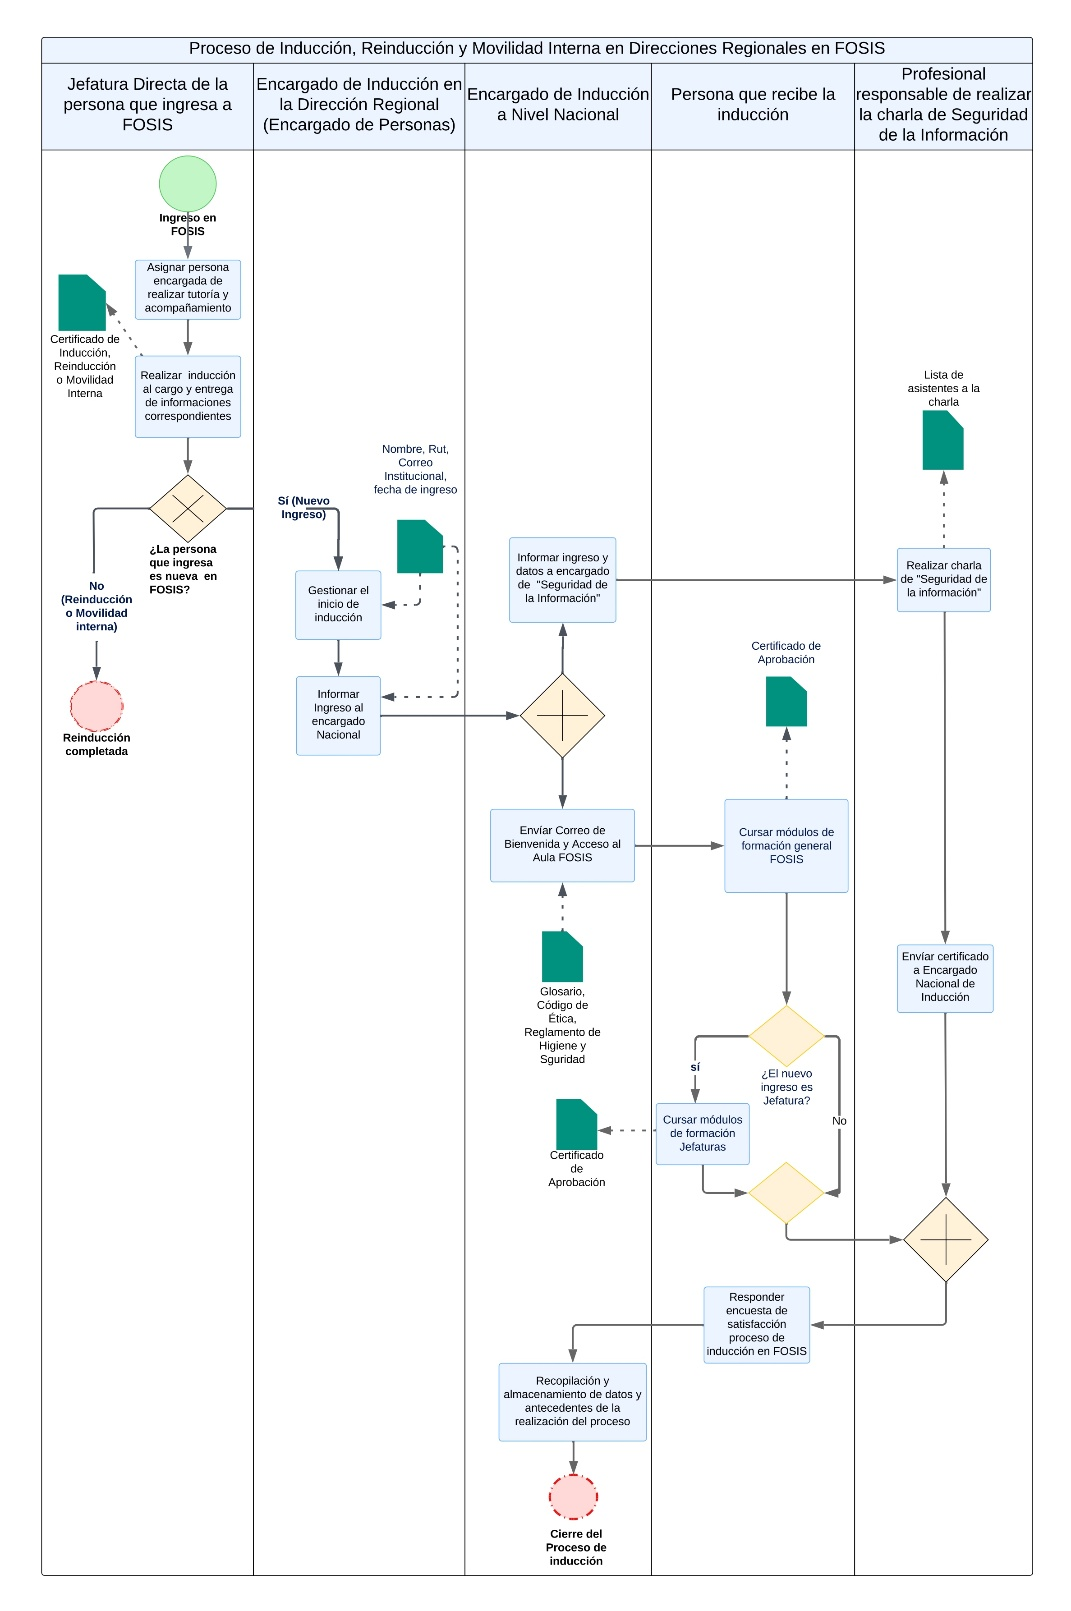 Proceso de Inducción, Reinducción y Movilidad Interna en Direcciones Regionales en FOSIS
Jefatura Directa de la
persona que ingresa a
FOSIS
Encargado de Inducción en
la Dirección Regional
(Encargado de Personas)
Encargado de Inducción
a Nivel Nacional
Persona que recibe la
inducción
Profesional
responsable de realizar
la charla de Seguridad
de la Información
Ingreso en
FOSIS
Asignar persona
encargada de
realizar tutoría y
acompañamiento
Certificado de
Inducción,
Reinducción
o Movilidad
Interna
Realizar inducción
al cargo y entrega
de informaciones
correspondientes
¿La persona
que ingresa
es nueva en
FOSIS?
No
(Reinducción
o Movilidad
interna)
Reinducción
completada
Sí (Nuevo
Ingreso)
Nombre, Rut,
Correo
Institucional,
fecha de ingreso
Gestionar el
inicio de
inducción
Informar
Ingreso al
encargado
Nacional
Informar ingreso y
datos a encargado
de "Seguridad de
la Información"
Lista de
asistentes a la
charla
Realizar charla
de "Seguridad de
la información"
Certificado de
Aprobación
Envíar Correo de
Bienvenida y Acceso al
Aula FOSIS
Cursar módulos de
formación general
FOSIS
Glosario,
Código de
Ética,
Reglamento de
Higiene y
Sguridad
Envíar certificado
a Encargado
Nacional de
Inducción
¿El nuevo
ingreso es
Jefatura?
sí
No
Cursar módulos
de formación
Jefaturas
Certificado
de
Aprobación
Responder
encuesta de
satisfacción
proceso de
inducción en FOSIS
Recopilación y
almacenamiento de datos y
antecedentes de la
realización del proceso
Cierre del
Proceso de
inducción